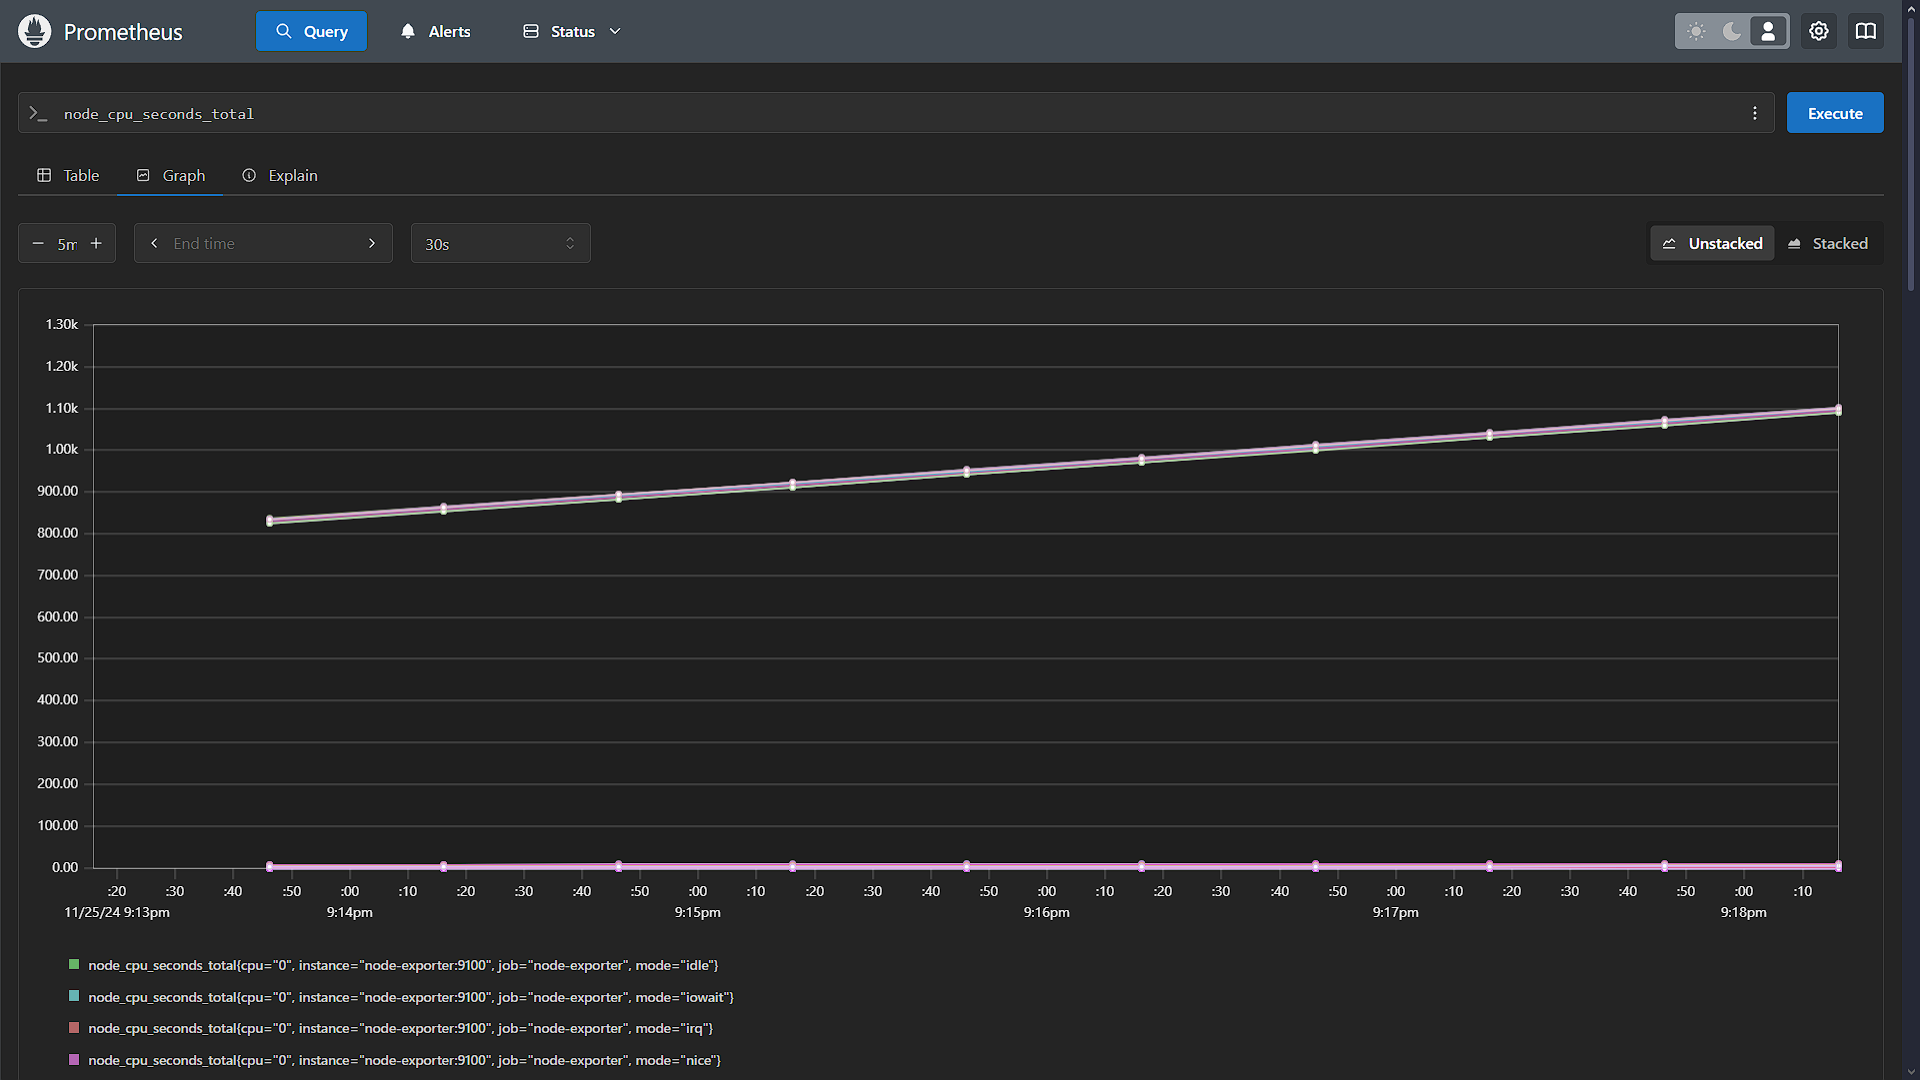 Prometheus Query Alerts Status
node_cpu_seconds_total Execute
Table Graph Explain
5m End time 30s Unstacked Stacked
1.30k
1.20k
1.10k
1.00k
900.00
800.00
700.00
600.00
500.00
400.00
300.00
200.00
100.00
0.00
:20 :30 :40 :50 :00 :10 :20 :30 :40 :50 :00 :10 :20 :30 :40 :50 :00 :10 :20 :30 :40 :50 :00 :10 :20 :30 :40 :50 :00 :10
11/25/24 9:13pm 9:14pm 9:15pm 9:16pm 9:17pm 9:18pm
node_cpu_seconds_total{cpu="0", instance="node-exporter:9100", job="node-exporter", mode="idle"}
node_cpu_seconds_total{cpu="0", instance="node-exporter:9100", job="node-exporter", mode="iowait"}
node_cpu_seconds_total{cpu="0", instance="node-exporter:9100", job="node-exporter", mode="irq"}
node_cpu_seconds_total{cpu="0", instance="node-exporter:9100", job="node-exporter", mode="nice"}